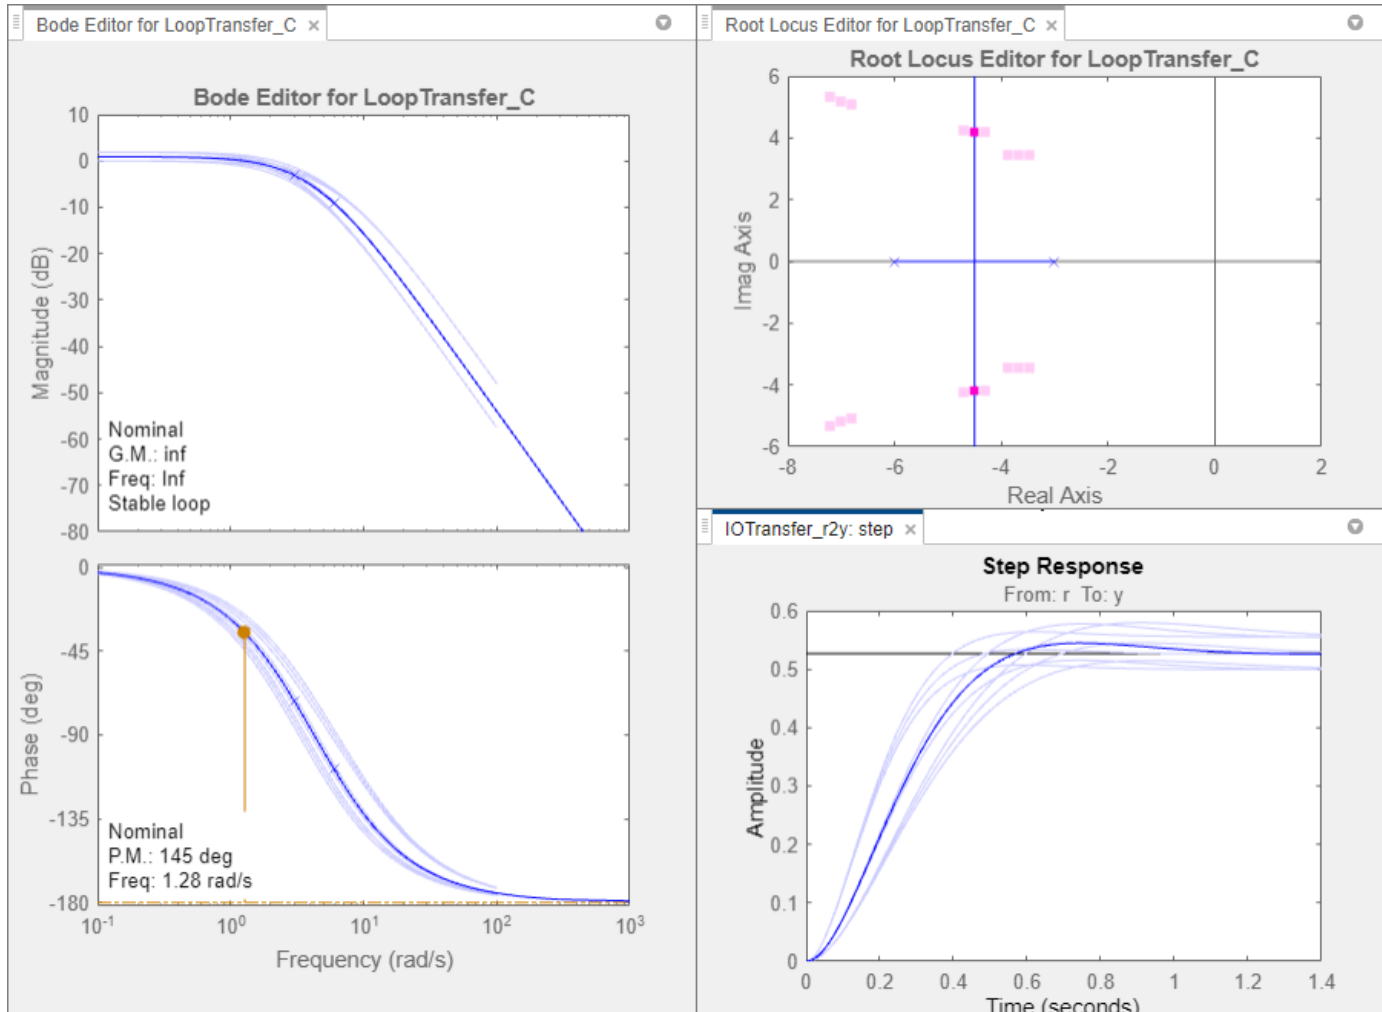 Bode Editor for LoopTransfer_C ×
Bode Editor for LoopTransfer_C
10
0
-10
-20
-30
-40
-50
-60
-70
-80
Magnitude (dB)
Nominal
G.M.: inf
Freq: Inf
Stable loop
0
-45
-90
-135
-180
Phase (deg)
Nominal
P.M.: 145 deg
Freq: 1.28 rad/s
10-1 100 101 102 103
Frequency (rad/s)
Root Locus Editor for LoopTransfer_C ×
Root Locus Editor for LoopTransfer_C
6
4
2
0
-2
-4
-6
Imag Axis
-8 -6 -4 -2 0 2
Real Axis
IOTransfer_r2y: step ×
Step Response
From: r To: y
0.6
0.5
0.4
0.3
0.2
0.1
0
Amplitude
0 0.2 0.4 0.6 0.8 1 1.2 1.4
Time (seconds)